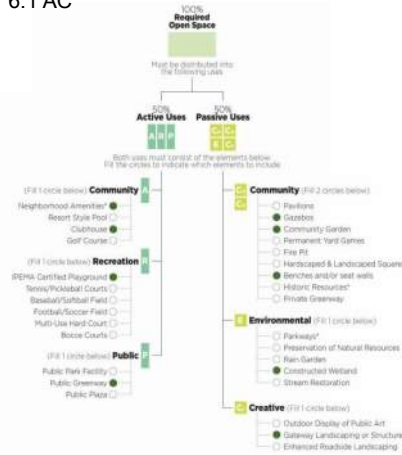 6.1 AC
100%
Required
Open Space
Must be distributed into
the following uses
50%
Active Uses
50%
Passive Uses
A R P
C C
E C
Both uses must consist of the elements below
Fill the circles to indicate which elements to include
(Fill 1 circle below) Community A
Neighborhood Amenities*
Resort Style Pool
Clubhouse
Golf Course
(Fill 1 circle below) Recreation R
IPEMA Certified Playground
Tennis/Pickleball Courts
Baseball/Softball Field
Football/Soccer Field
Multi-Use Hard Court
Bocce Courts
(Fill 1 circle below) Public P
Public Park Facility
Public Greenway
Public Plaza
C Community (Fill 2 circles below)
C
Pavilions
Gazebos
Community Garden
Permanent Yard Games
Fire Pit
Hardscaped & Landscaped Square
Benches and/or seat walls
Historic Resources*
Private Greenway
E Environmental (Fill 1 circle below)
Parkways*
Preservation of Natural Resources
Rain Garden
Constructed Wetland
Stream Restoration
C Creative (Fill 1 circle below)
Outdoor Display of Public Art
Gateway Landscaping or Structure
Enhanced Roadside Landscaping